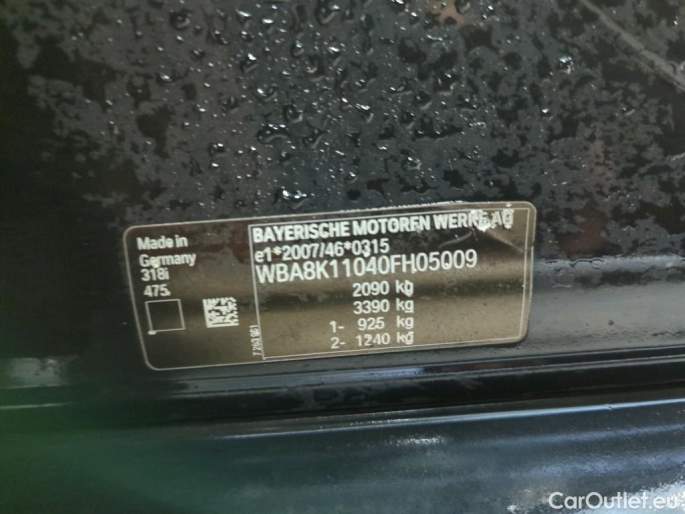 Made in
Germany
318i
475
BAYERISCHE MOTOREN WERKE AG
e1*2007/46*0315
WBA8K11040FH05009
2090 kg
3390 kg
1- 925 kg
2- 1240 kg
CarOutlet.eu